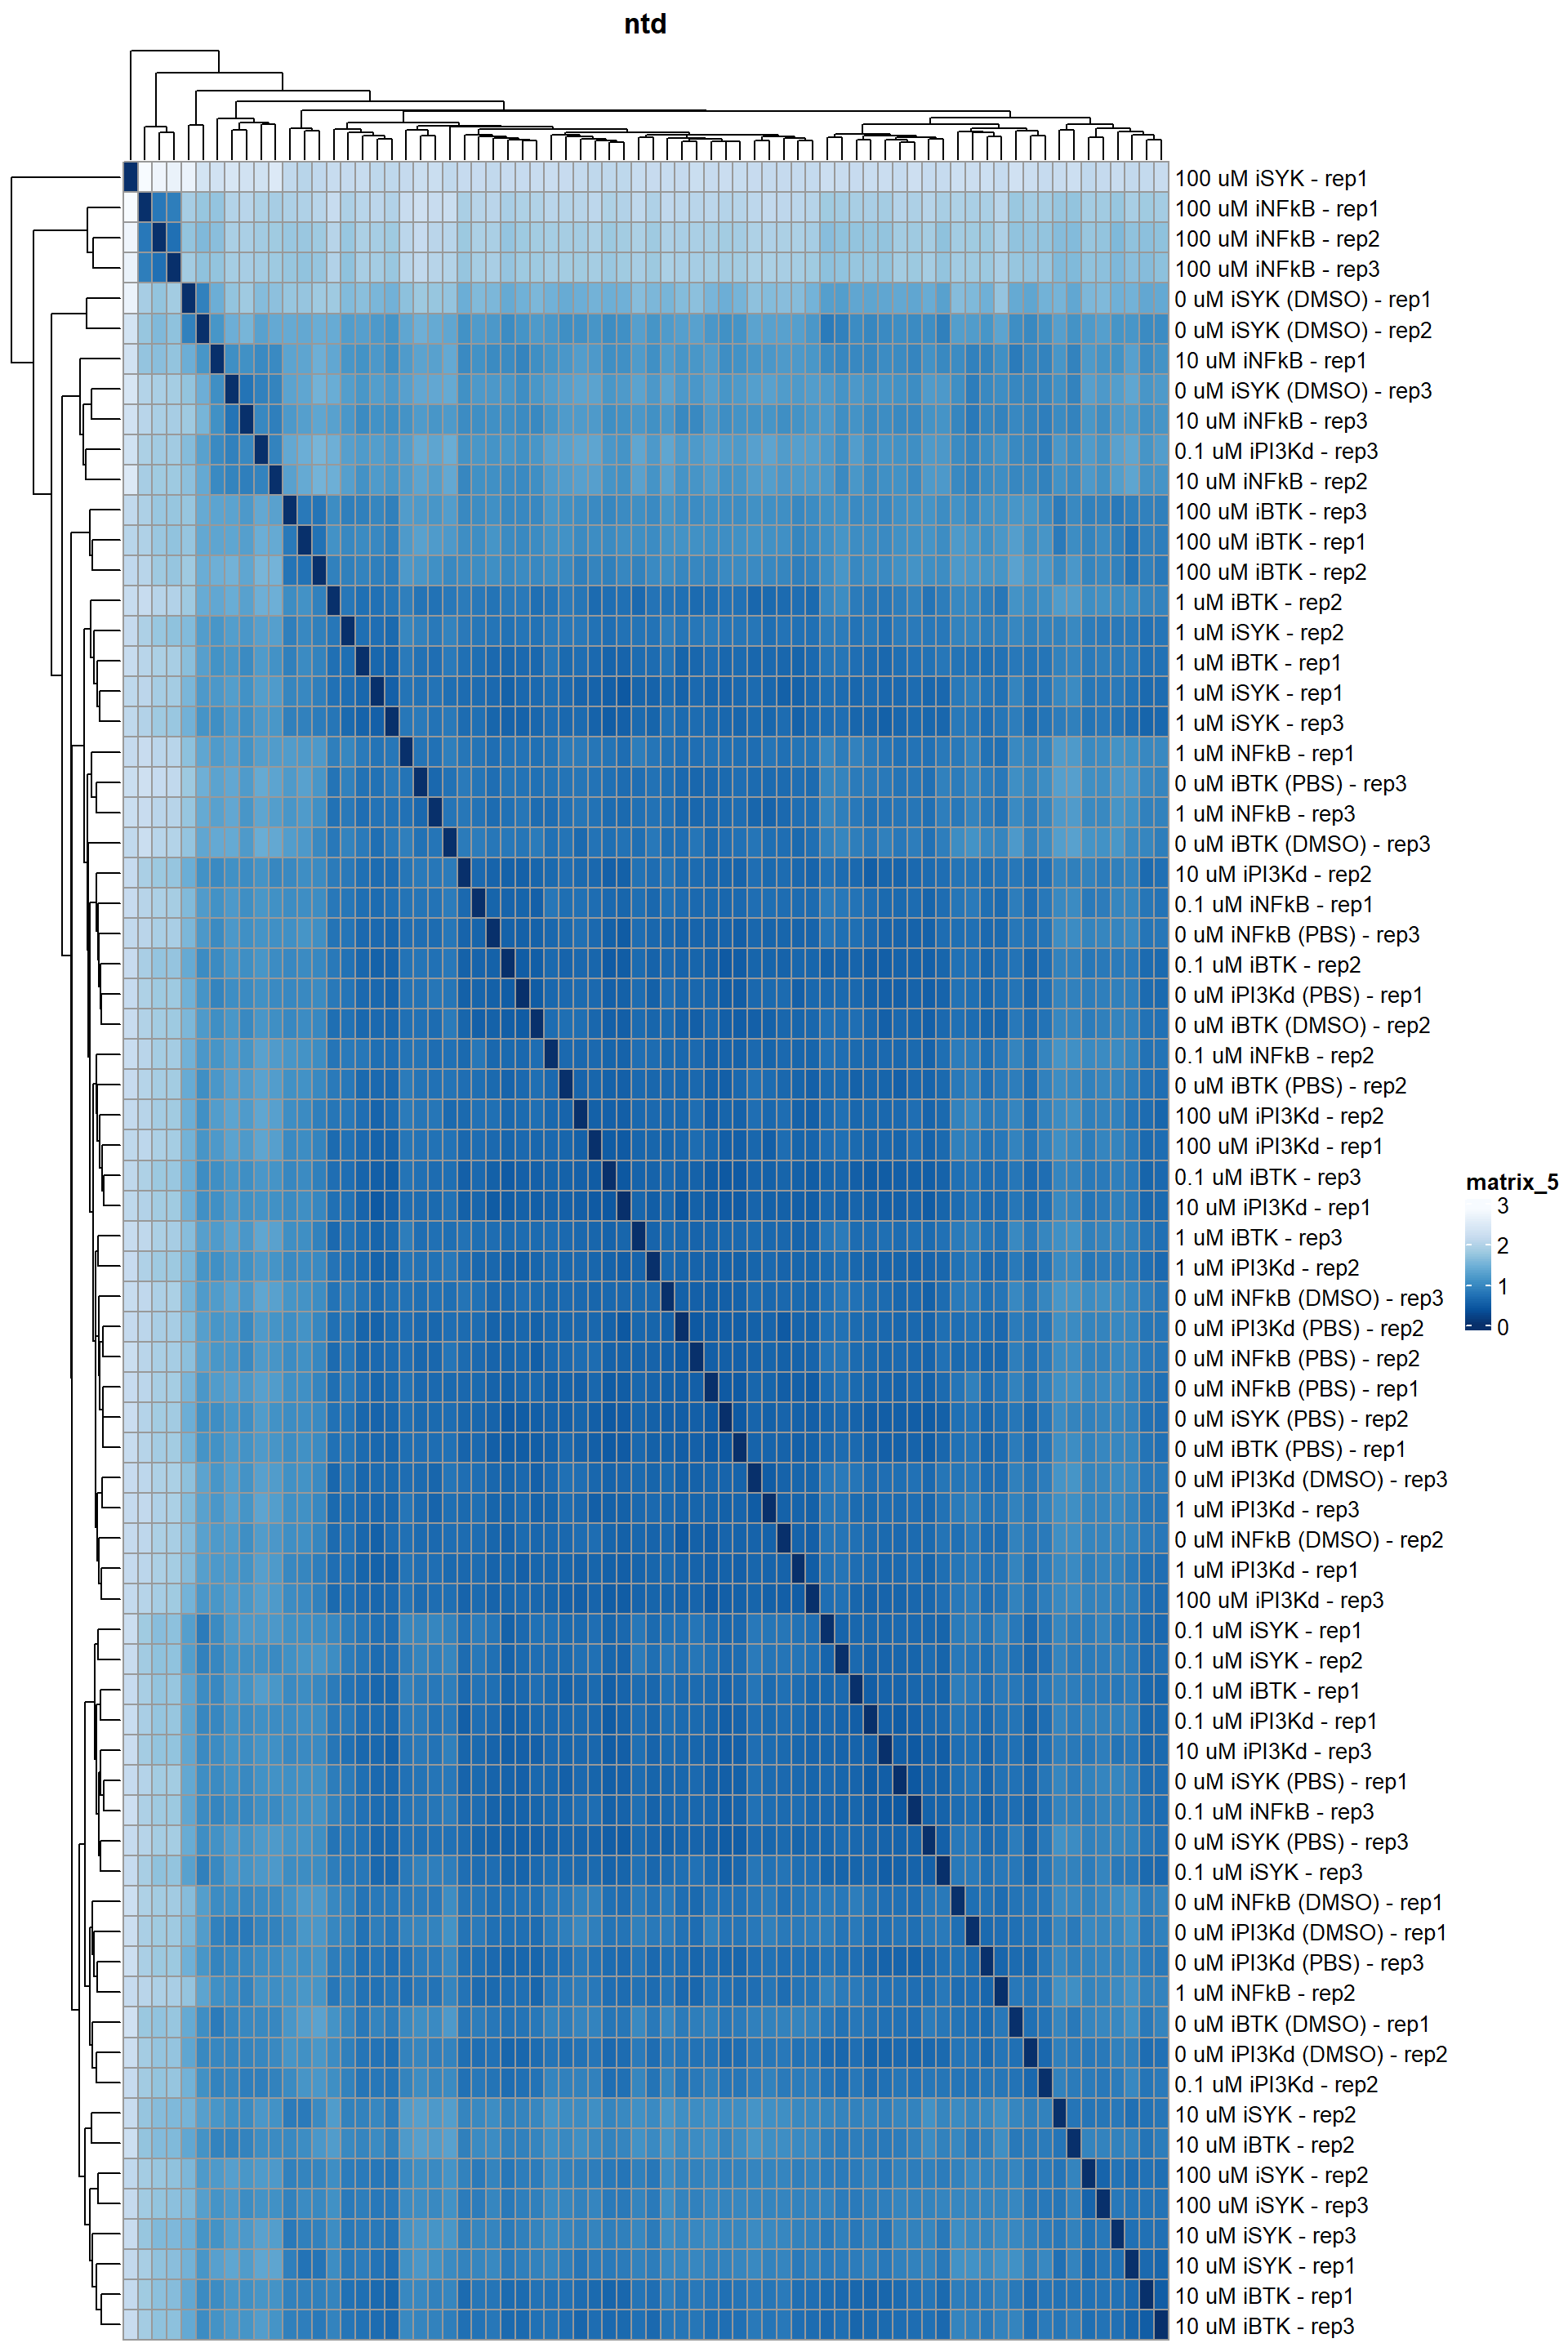 ntd
100 uM iSYK - rep1
100 uM iNFkB - rep1
100 uM iNFkB - rep2
100 uM iNFkB - rep3
0 uM iSYK (DMSO) - rep1
0 uM iSYK (DMSO) - rep2
10 uM iNFkB - rep1
0 uM iSYK (DMSO) - rep3
10 uM iNFkB - rep3
0.1 uM iPI3Kd - rep3
10 uM iNFkB - rep2
100 uM iBTK - rep3
100 uM iBTK - rep1
100 uM iBTK - rep2
1 uM iBTK - rep2
1 uM iSYK - rep2
1 uM iBTK - rep1
1 uM iSYK - rep1
1 uM iSYK - rep3
1 uM iNFkB - rep1
0 uM iBTK (PBS) - rep3
1 uM iNFkB - rep3
0 uM iBTK (DMSO) - rep3
10 uM iPI3Kd - rep2
0.1 uM iNFkB - rep1
0 uM iNFkB (PBS) - rep3
0.1 uM iBTK - rep2
0 uM iPI3Kd (PBS) - rep1
0 uM iBTK (DMSO) - rep2
0.1 uM iNFkB - rep2
0 uM iBTK (PBS) - rep2
100 uM iPI3Kd - rep2
100 uM iPI3Kd - rep1
0.1 uM iBTK - rep3
10 uM iPI3Kd - rep1
1 uM iBTK - rep3
1 uM iPI3Kd - rep2
0 uM iNFkB (DMSO) - rep3
0 uM iPI3Kd (PBS) - rep2
0 uM iNFkB (PBS) - rep2
0 uM iNFkB (PBS) - rep1
0 uM iSYK (PBS) - rep2
0 uM iBTK (PBS) - rep1
0 uM iPI3Kd (DMSO) - rep3
1 uM iPI3Kd - rep3
0 uM iNFkB (DMSO) - rep2
1 uM iPI3Kd - rep1
100 uM iPI3Kd - rep3
0.1 uM iSYK - rep1
0.1 uM iSYK - rep2
0.1 uM iBTK - rep1
0.1 uM iPI3Kd - rep1
10 uM iPI3Kd - rep3
0 uM iSYK (PBS) - rep1
0.1 uM iNFkB - rep3
0 uM iSYK (PBS) - rep3
0.1 uM iSYK - rep3
0 uM iNFkB (DMSO) - rep1
0 uM iPI3Kd (DMSO) - rep1
0 uM iPI3Kd (PBS) - rep3
1 uM iNFkB - rep2
0 uM iBTK (DMSO) - rep1
0 uM iPI3Kd (DMSO) - rep2
0.1 uM iPI3Kd - rep2
10 uM iSYK - rep2
10 uM iBTK - rep2
100 uM iSYK - rep2
100 uM iSYK - rep3
10 uM iSYK - rep3
10 uM iSYK - rep1
10 uM iBTK - rep1
10 uM iBTK - rep3
matrix_5
3
2
1
0